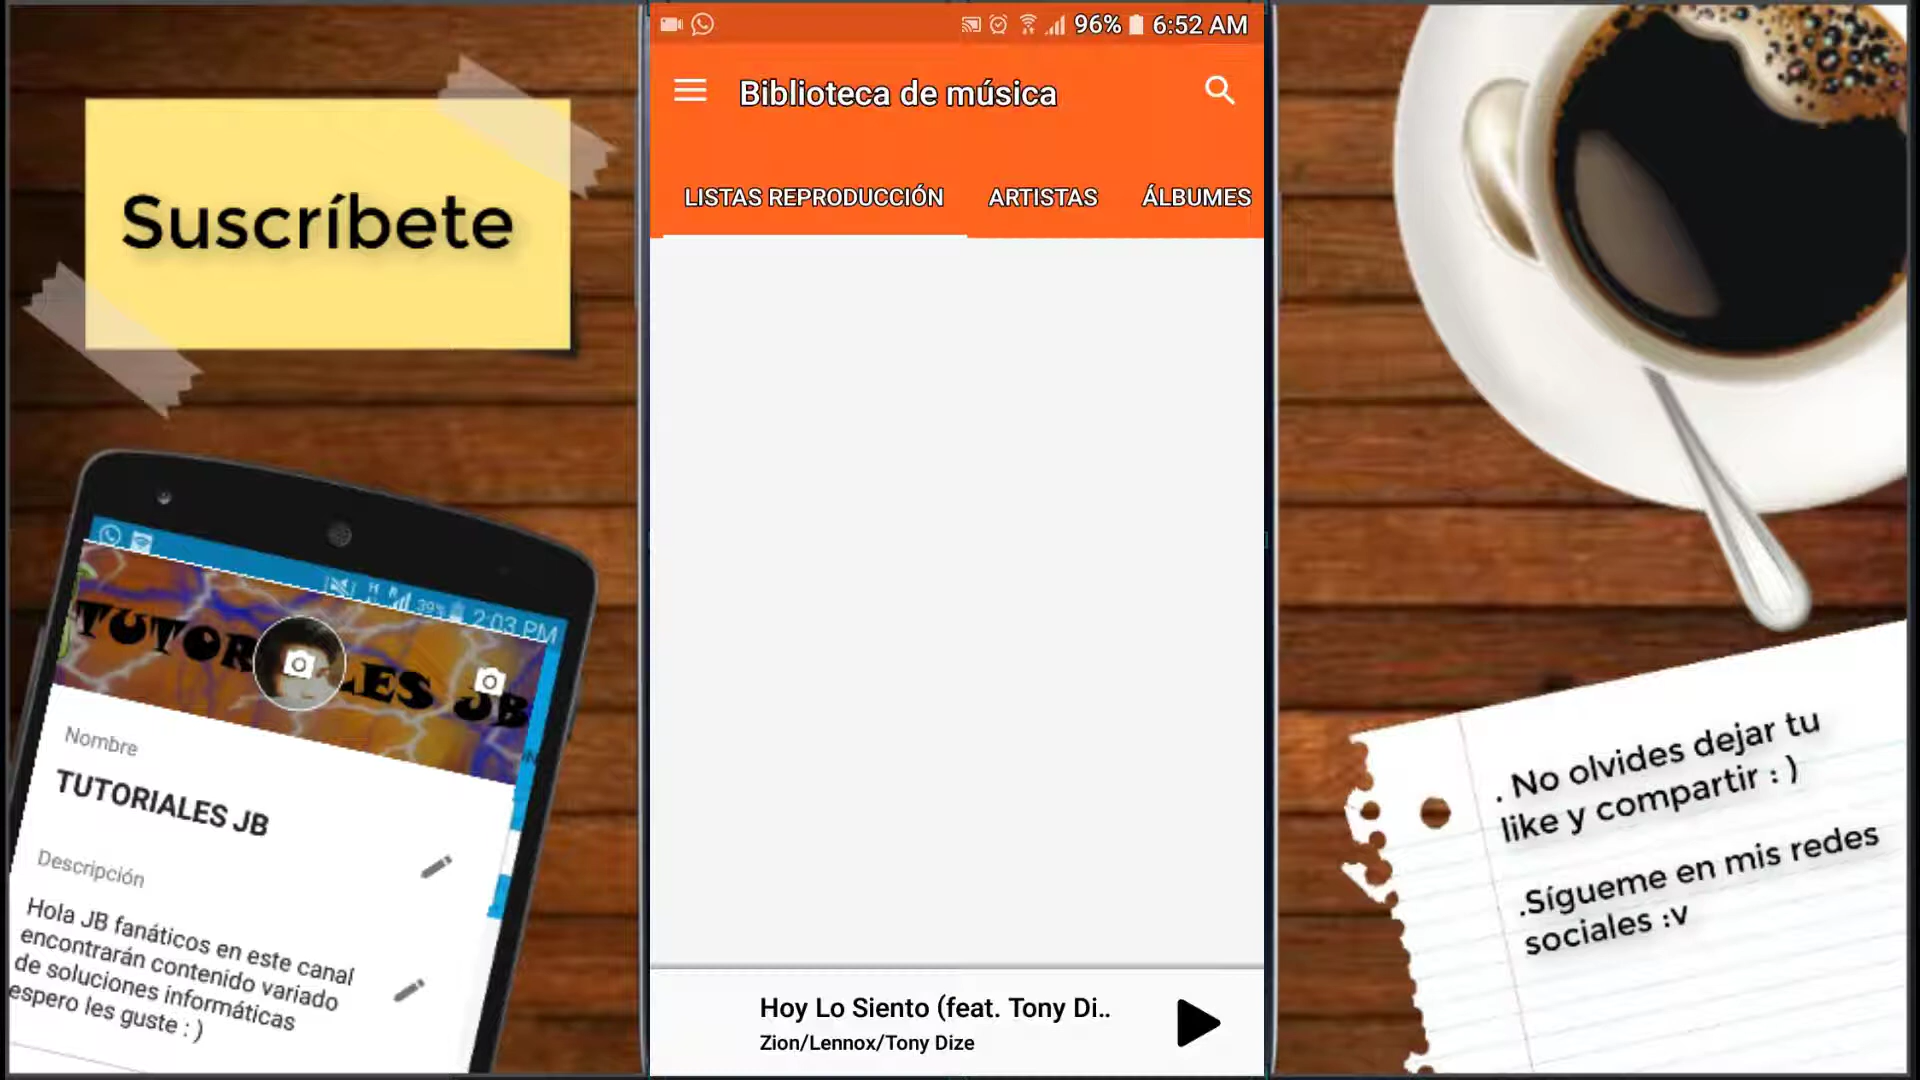 Suscríbete
96% 6:52 AM
Biblioteca de música
LISTAS REPRODUCCIÓN ARTISTAS ÁLBUMES
Hoy Lo Siento (feat. Tony Di..
Zion/Lennox/Tony Dize
39% 2:03 PM
TUTORIALES JB
Nombre
TUTORIALES JB
Descripción
Hola JB fanáticos en este canal
encontrarán contenido variado
de soluciones informáticas
espero les guste : )
. No olvides dejar tu
like y compartir : )
.Sígueme en mis redes
sociales :v